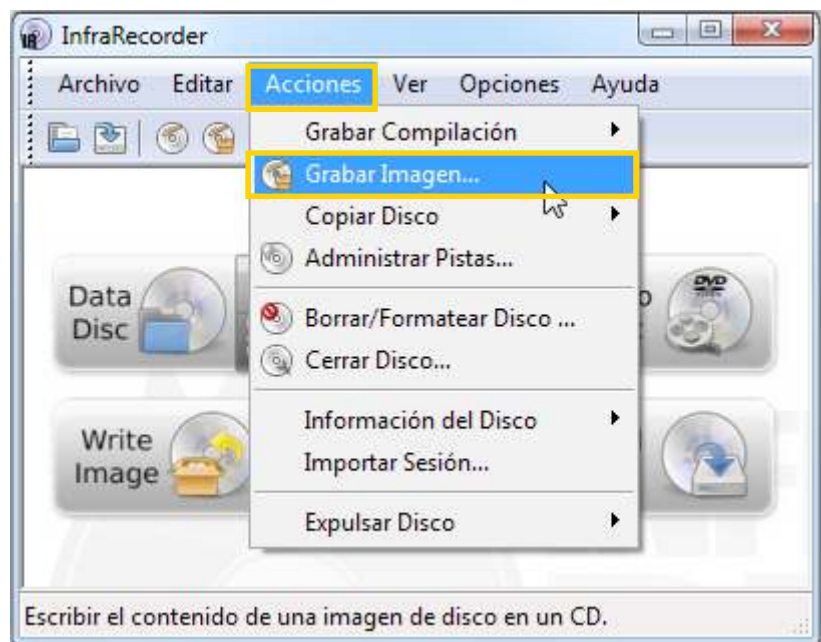 InfraRecorder
Archivo Editar Acciones Ver Opciones Ayuda
Grabar Compilación
Grabar Imagen...
Copiar Disco
Administrar Pistas...
Borrar/Formatear Disco ...
Cerrar Disco...
Información del Disco
Importar Sesión...
Expulsar Disco
Data
Disc
DVD
Write
Image
Escribir el contenido de una imagen de disco en un CD.